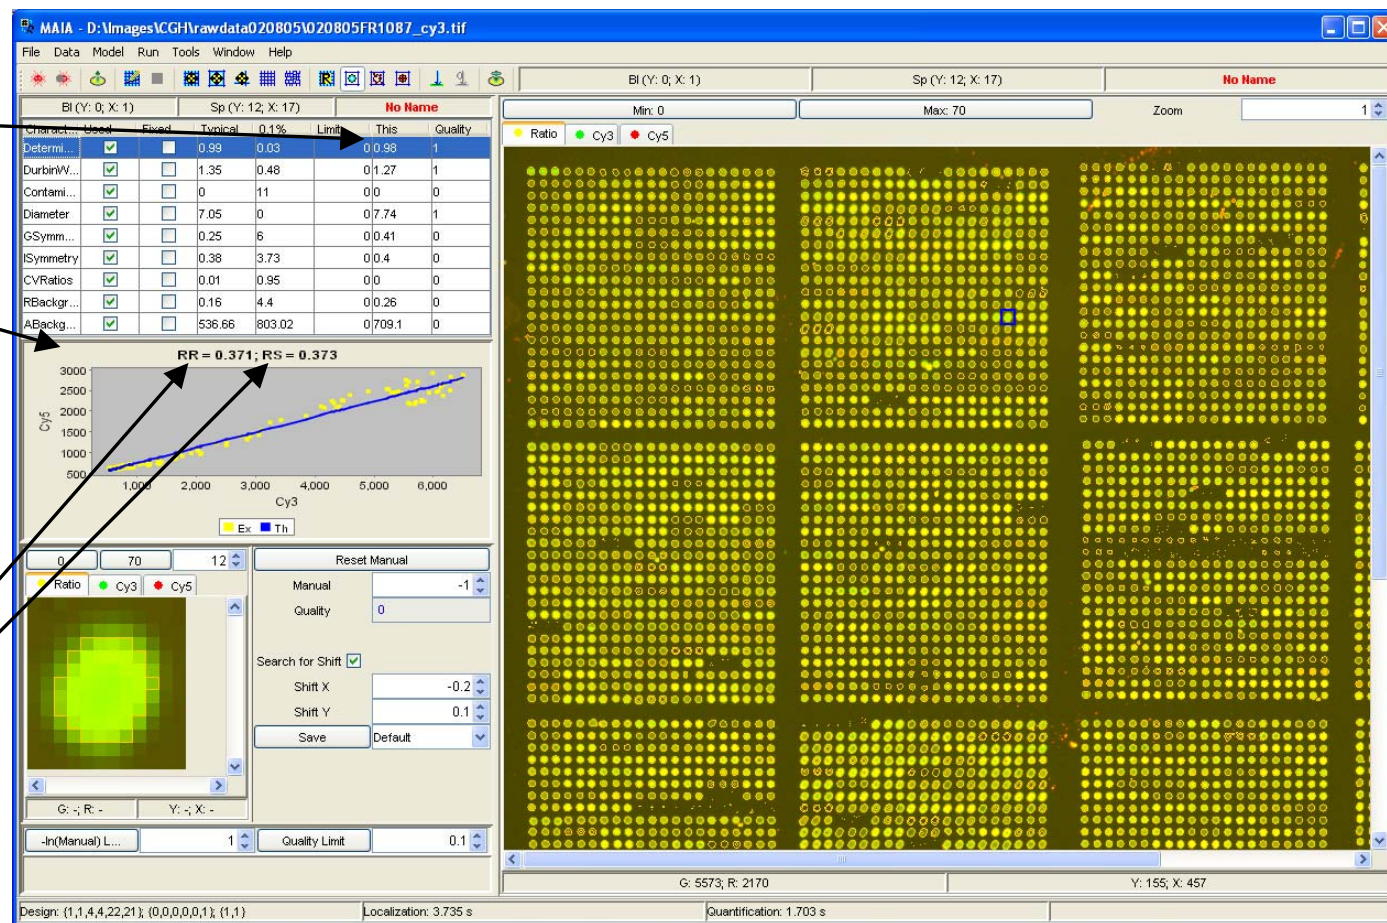 MAIA - D:\Images\CGH\rawdata020805\020805FR1087_cy3.tif
File Data Model Run Tools Window Help
Bl (Y: 0; X: 1) Sp (Y: 12; X: 17) No Name
Bl (Y: 0; X: 1) Sp (Y: 12; X: 17) No Name
Min: 0 Max: 70 Zoom 1
Charact... Used Fixed Typical 0.1% Limit This Quality
Ratio Cy3 Cy5
Determi... 0.99 0.03 0 0.98 1
DurbinW... 1.35 0.48 0 1.27 1
Contami... 0 11 0 0 0
Diameter 7.05 0 0 7.74 1
GSymm... 0.25 6 0 0.41 0
ISymmetry 0.38 3.73 0 0.4 0
CVRatios 0.01 0.95 0 0 0
RBackgr... 0.16 4.4 0 0.26 0
ABackg... 536.66 803.02 0 709.1 0
RR = 0.371; RS = 0.373
3000
2500
2000
1500
1000
500
Cy5
1,000 2,000 3,000 4,000 5,000 6,000
Cy3
Ex Th
0 70 12
Reset Manual
Ratio Cy3 Cy5
Manual -1
Quality 0
Search for Shift
Shift X -0.2
Shift Y 0.1
Save Default
G: -; R: - Y: -; X: -
-ln(Manual) L... 1 Quality Limit 0.1
G: 5573; R: 2170 Y: 155; X: 457
Design: {1,1,4,4,22,21}; {0,0,0,0,0,1}; {1,1} Localization: 3.735 s Quantification: 1.703 s